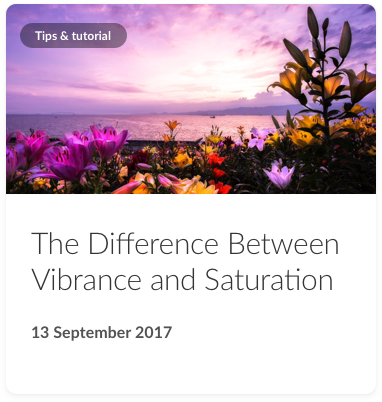 Tips & tutorial
The Difference Between
Vibrance and Saturation
13 September 2017